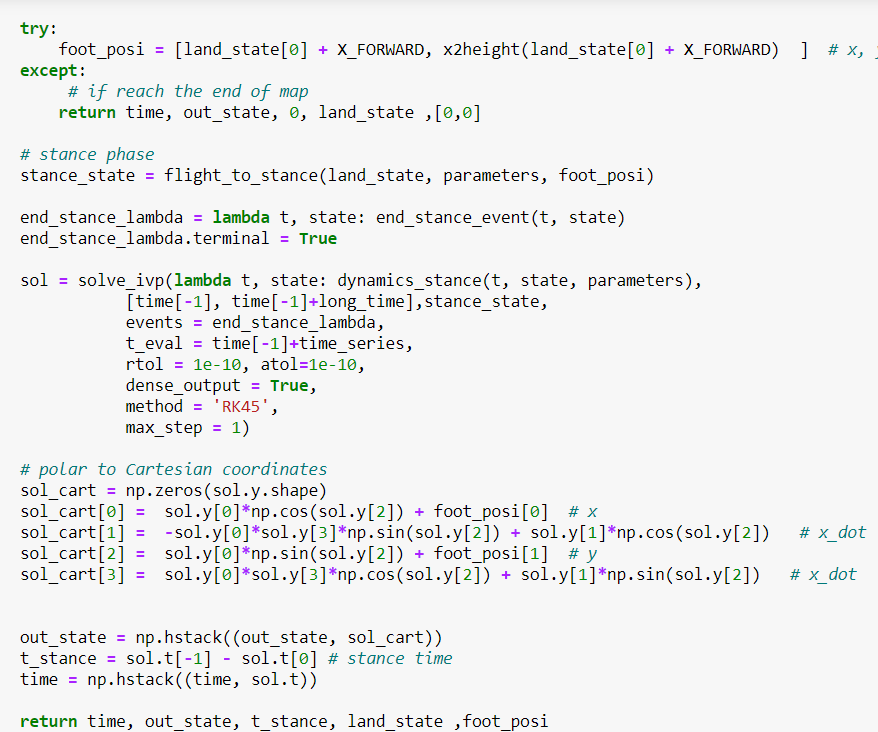 try:
    foot_posi = [land_state[0] + X_FORWARD, x2height(land_state[0] + X_FORWARD)  ]  # x,
except:
     # if reach the end of map
    return time, out_state, 0, land_state ,[0,0]

# stance phase
stance_state = flight_to_stance(land_state, parameters, foot_posi)

end_stance_lambda = lambda t, state: end_stance_event(t, state)
end_stance_lambda.terminal = True

sol = solve_ivp(lambda t, state: dynamics_stance(t, state, parameters),
           [time[-1], time[-1]+long_time],stance_state,
           events = end_stance_lambda,
           t_eval = time[-1]+time_series,
           rtol = 1e-10, atol=1e-10,
           dense_output = True,
           method = 'RK45',
           max_step = 1)

# polar to Cartesian coordinates
sol_cart = np.zeros(sol.y.shape)
sol_cart[0] =  sol.y[0]*np.cos(sol.y[2]) + foot_posi[0]  # x
sol_cart[1] =  -sol.y[0]*sol.y[3]*np.sin(sol.y[2]) + sol.y[1]*np.cos(sol.y[2])   # x_dot
sol_cart[2] =  sol.y[0]*np.sin(sol.y[2]) + foot_posi[1]  # y
sol_cart[3] =  sol.y[0]*sol.y[3]*np.cos(sol.y[2]) + sol.y[1]*np.sin(sol.y[2])   # x_dot


out_state = np.hstack((out_state, sol_cart))
t_stance = sol.t[-1] - sol.t[0] # stance time
time = np.hstack((time, sol.t))

return time, out_state, t_stance, land_state ,foot_posi